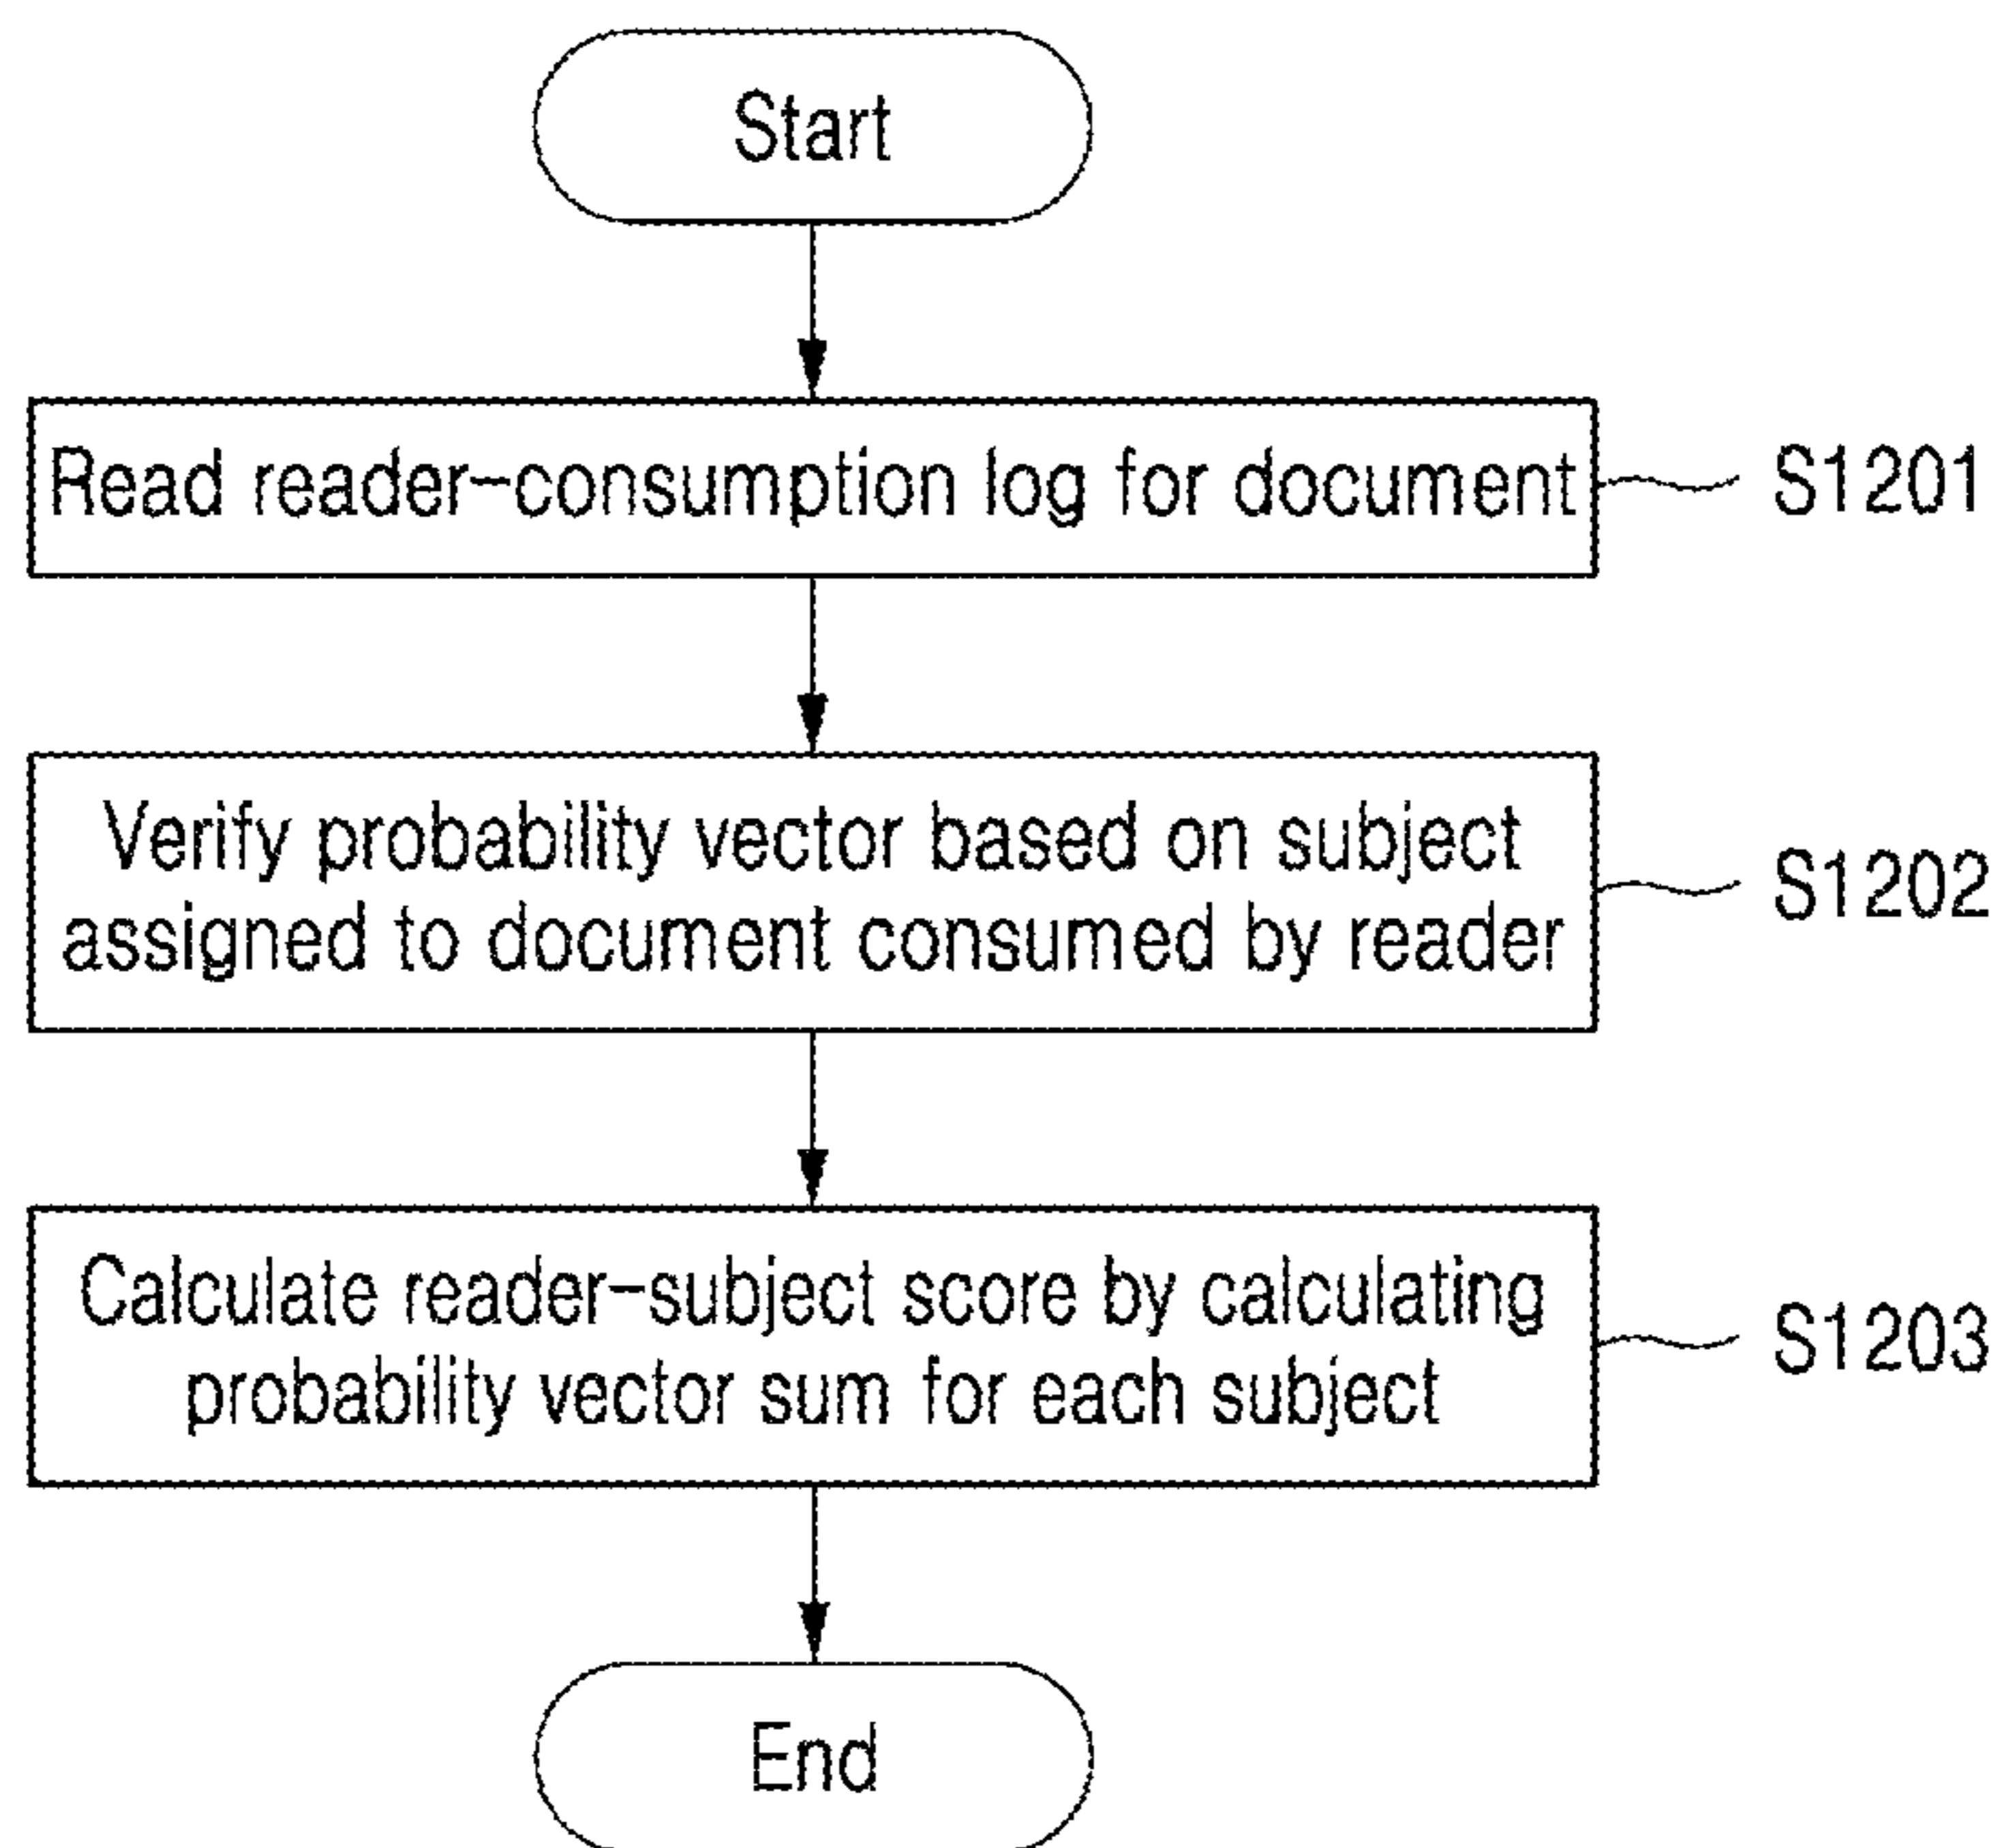 Start
Read reader-consumption log for document
S1201
Verify probability vector based on subject
assigned to document consumed by reader
S1202
Calculate reader-subject score by calculating
probability vector sum for each subject
S1203
End